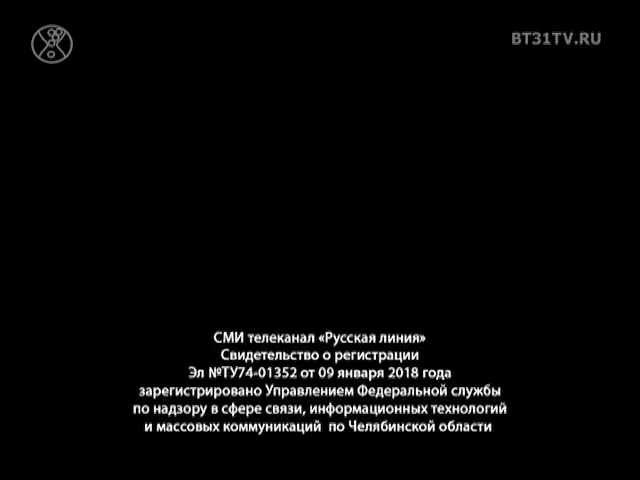 BT31TV.RU
СМИ телеканал «Русская линия»
Свидетельство о регистрации
Эл №ТУ74-01352 от 09 января 2018 года
зарегистрировано Управлением Федеральной службы
по надзору в сфере связи, информационных технологий
и массовых коммуникаций по Челябинской области